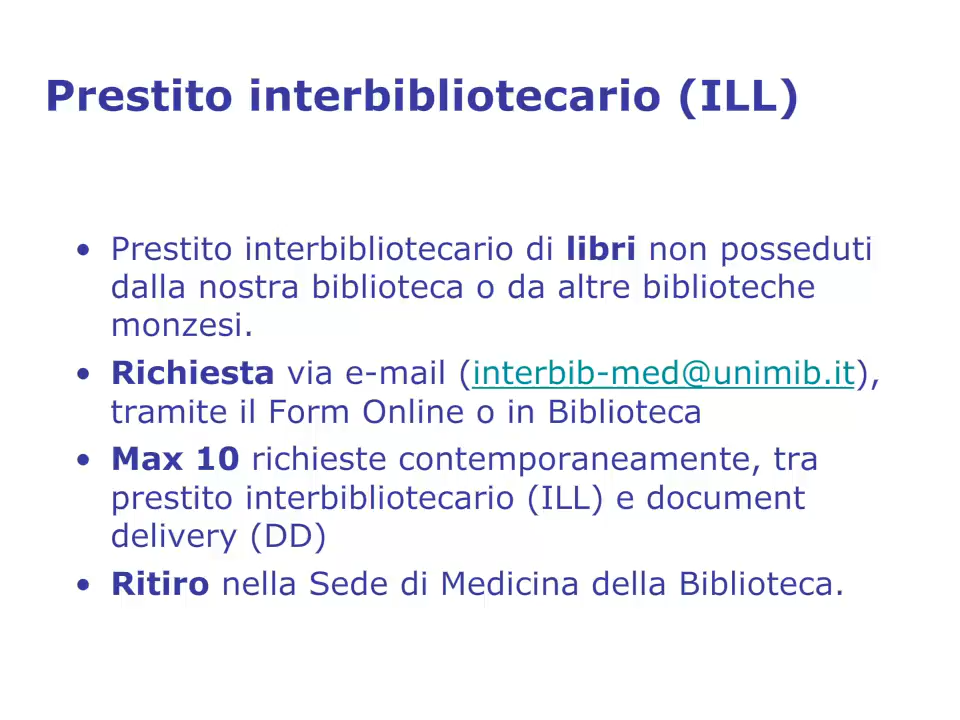 Prestito interbibliotecario (ILL)
• Prestito interbibliotecario di libri non posseduti
dalla nostra biblioteca o da altre biblioteche
monzesi.
• Richiesta via e-mail (interbib-med@unimib.it),
tramite il Form Online o in Biblioteca
• Max 10 richieste contemporaneamente, tra
prestito interbibliotecario (ILL) e document
delivery (DD)
• Ritiro nella Sede di Medicina della Biblioteca.